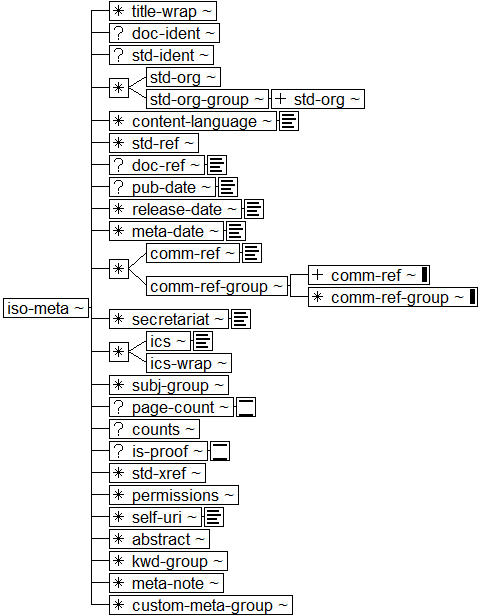 * title-wrap ~
? doc-ident ~
? std-ident ~
std-org ~
*
std-org-group ~ + std-org ~
* content-language ~
* std-ref ~
? doc-ref ~
? pub-date ~
* release-date ~
* meta-date ~
comm-ref ~
*
+ comm-ref ~
comm-ref-group ~
* comm-ref-group ~
iso-meta ~
* secretariat ~
ics ~
*
ics-wrap ~
* subj-group ~
? page-count ~
? counts ~
? is-proof ~
* std-xref ~
* permissions ~
* self-uri ~
* abstract ~
* kwd-group ~
* meta-note ~
* custom-meta-group ~